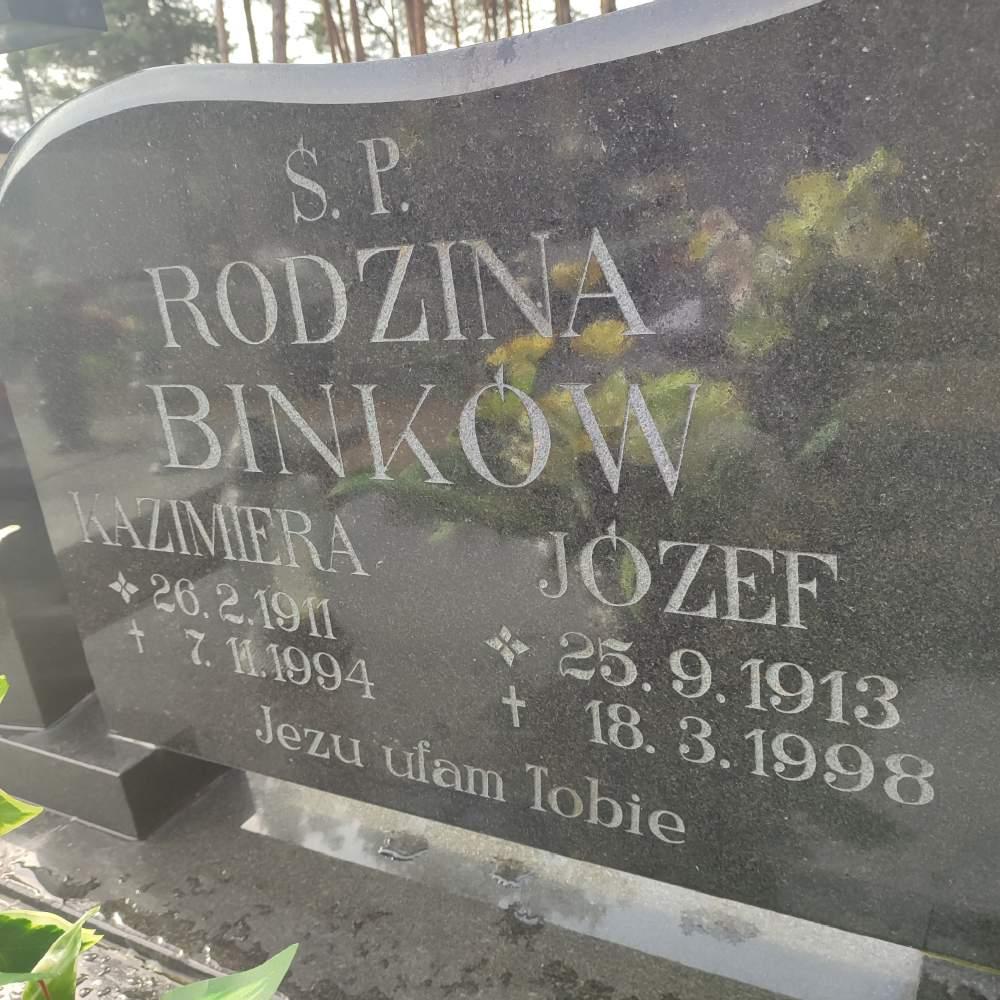 Ś. P.
RODZINA
BINKÓW
KAZIMIERA
26. 2. 1911
7. 11. 1994
JÓZEF
25. 9. 1913
18. 3. 1998
Jezu ufam Tobie